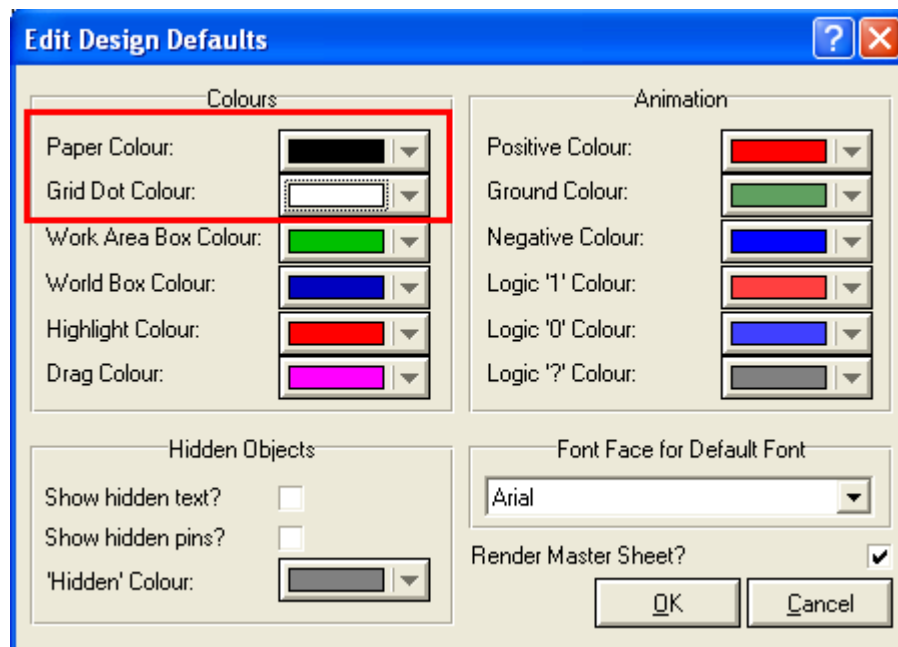 Edit Design Defaults
Colours
Paper Colour:
Grid Dot Colour:
Work Area Box Colour:
World Box Colour:
Highlight Colour:
Drag Colour:
Animation
Positive Colour:
Ground Colour:
Negative Colour:
Logic '1' Colour:
Logic '0' Colour:
Logic '?' Colour:
Hidden Objects
Show hidden text?
Show hidden pins?
'Hidden' Colour:
Font Face for Default Font
Arial
Render Master Sheet?
OK
Cancel